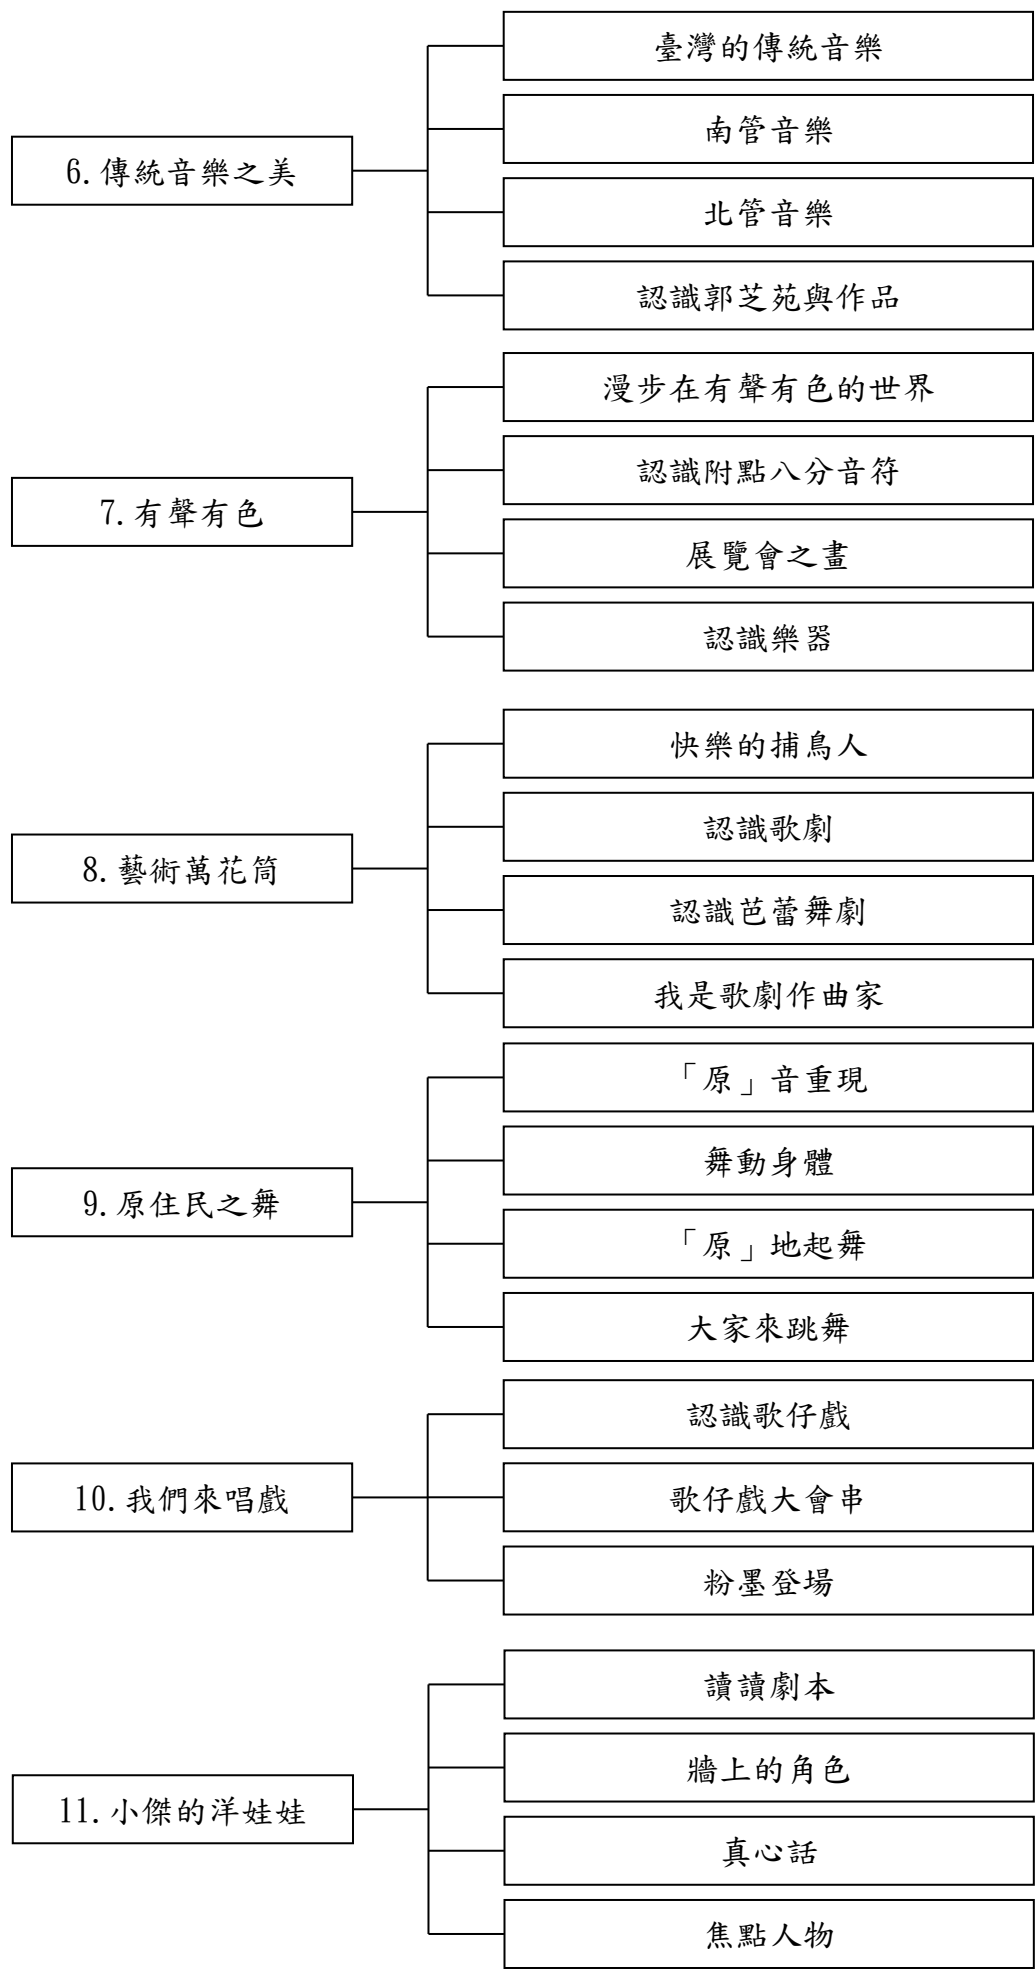 6.傳統音樂之美
臺灣的傳統音樂
南管音樂
北管音樂
認識郭芝苑與作品
7.有聲有色
漫步在有聲有色的世界
認識附點八分音符
展覽會之畫
認識樂器
8.藝術萬花筒
快樂的捕鳥人
認識歌劇
認識芭蕾舞劇
我是歌劇作曲家
9.原住民之舞
「原」音重現
舞動身體
「原」地起舞
大家來跳舞
10.我們來唱戲
認識歌仔戲
歌仔戲大會串
粉墨登場
11.小傑的洋娃娃
讀讀劇本
牆上的角色
真心話
焦點人物